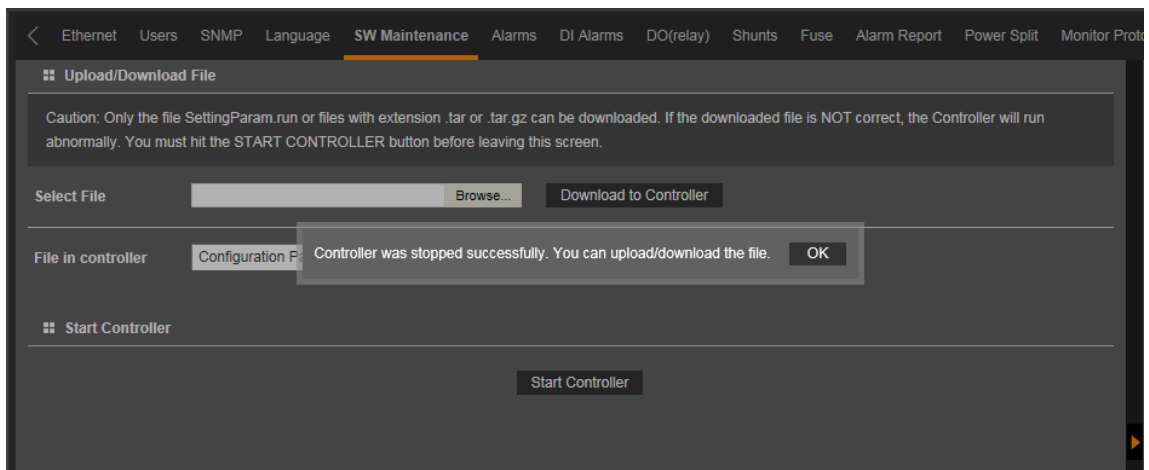 Ethernet Users SNMP Language SW Maintenance Alarms DI Alarms DO(relay) Shunts Fuse Alarm Report Power Split Monitor Proto
Upload/Download File
Caution: Only the file SettingParam.run or files with extension .tar or .tar.gz can be downloaded. If the downloaded file is NOT correct, the Controller will run
abnormally. You must hit the START CONTROLLER button before leaving this screen.
Select File Browse... Download to Controller
File in controller Configuration Pa Controller was stopped successfully. You can upload/download the file. OK
Start Controller
Start Controller